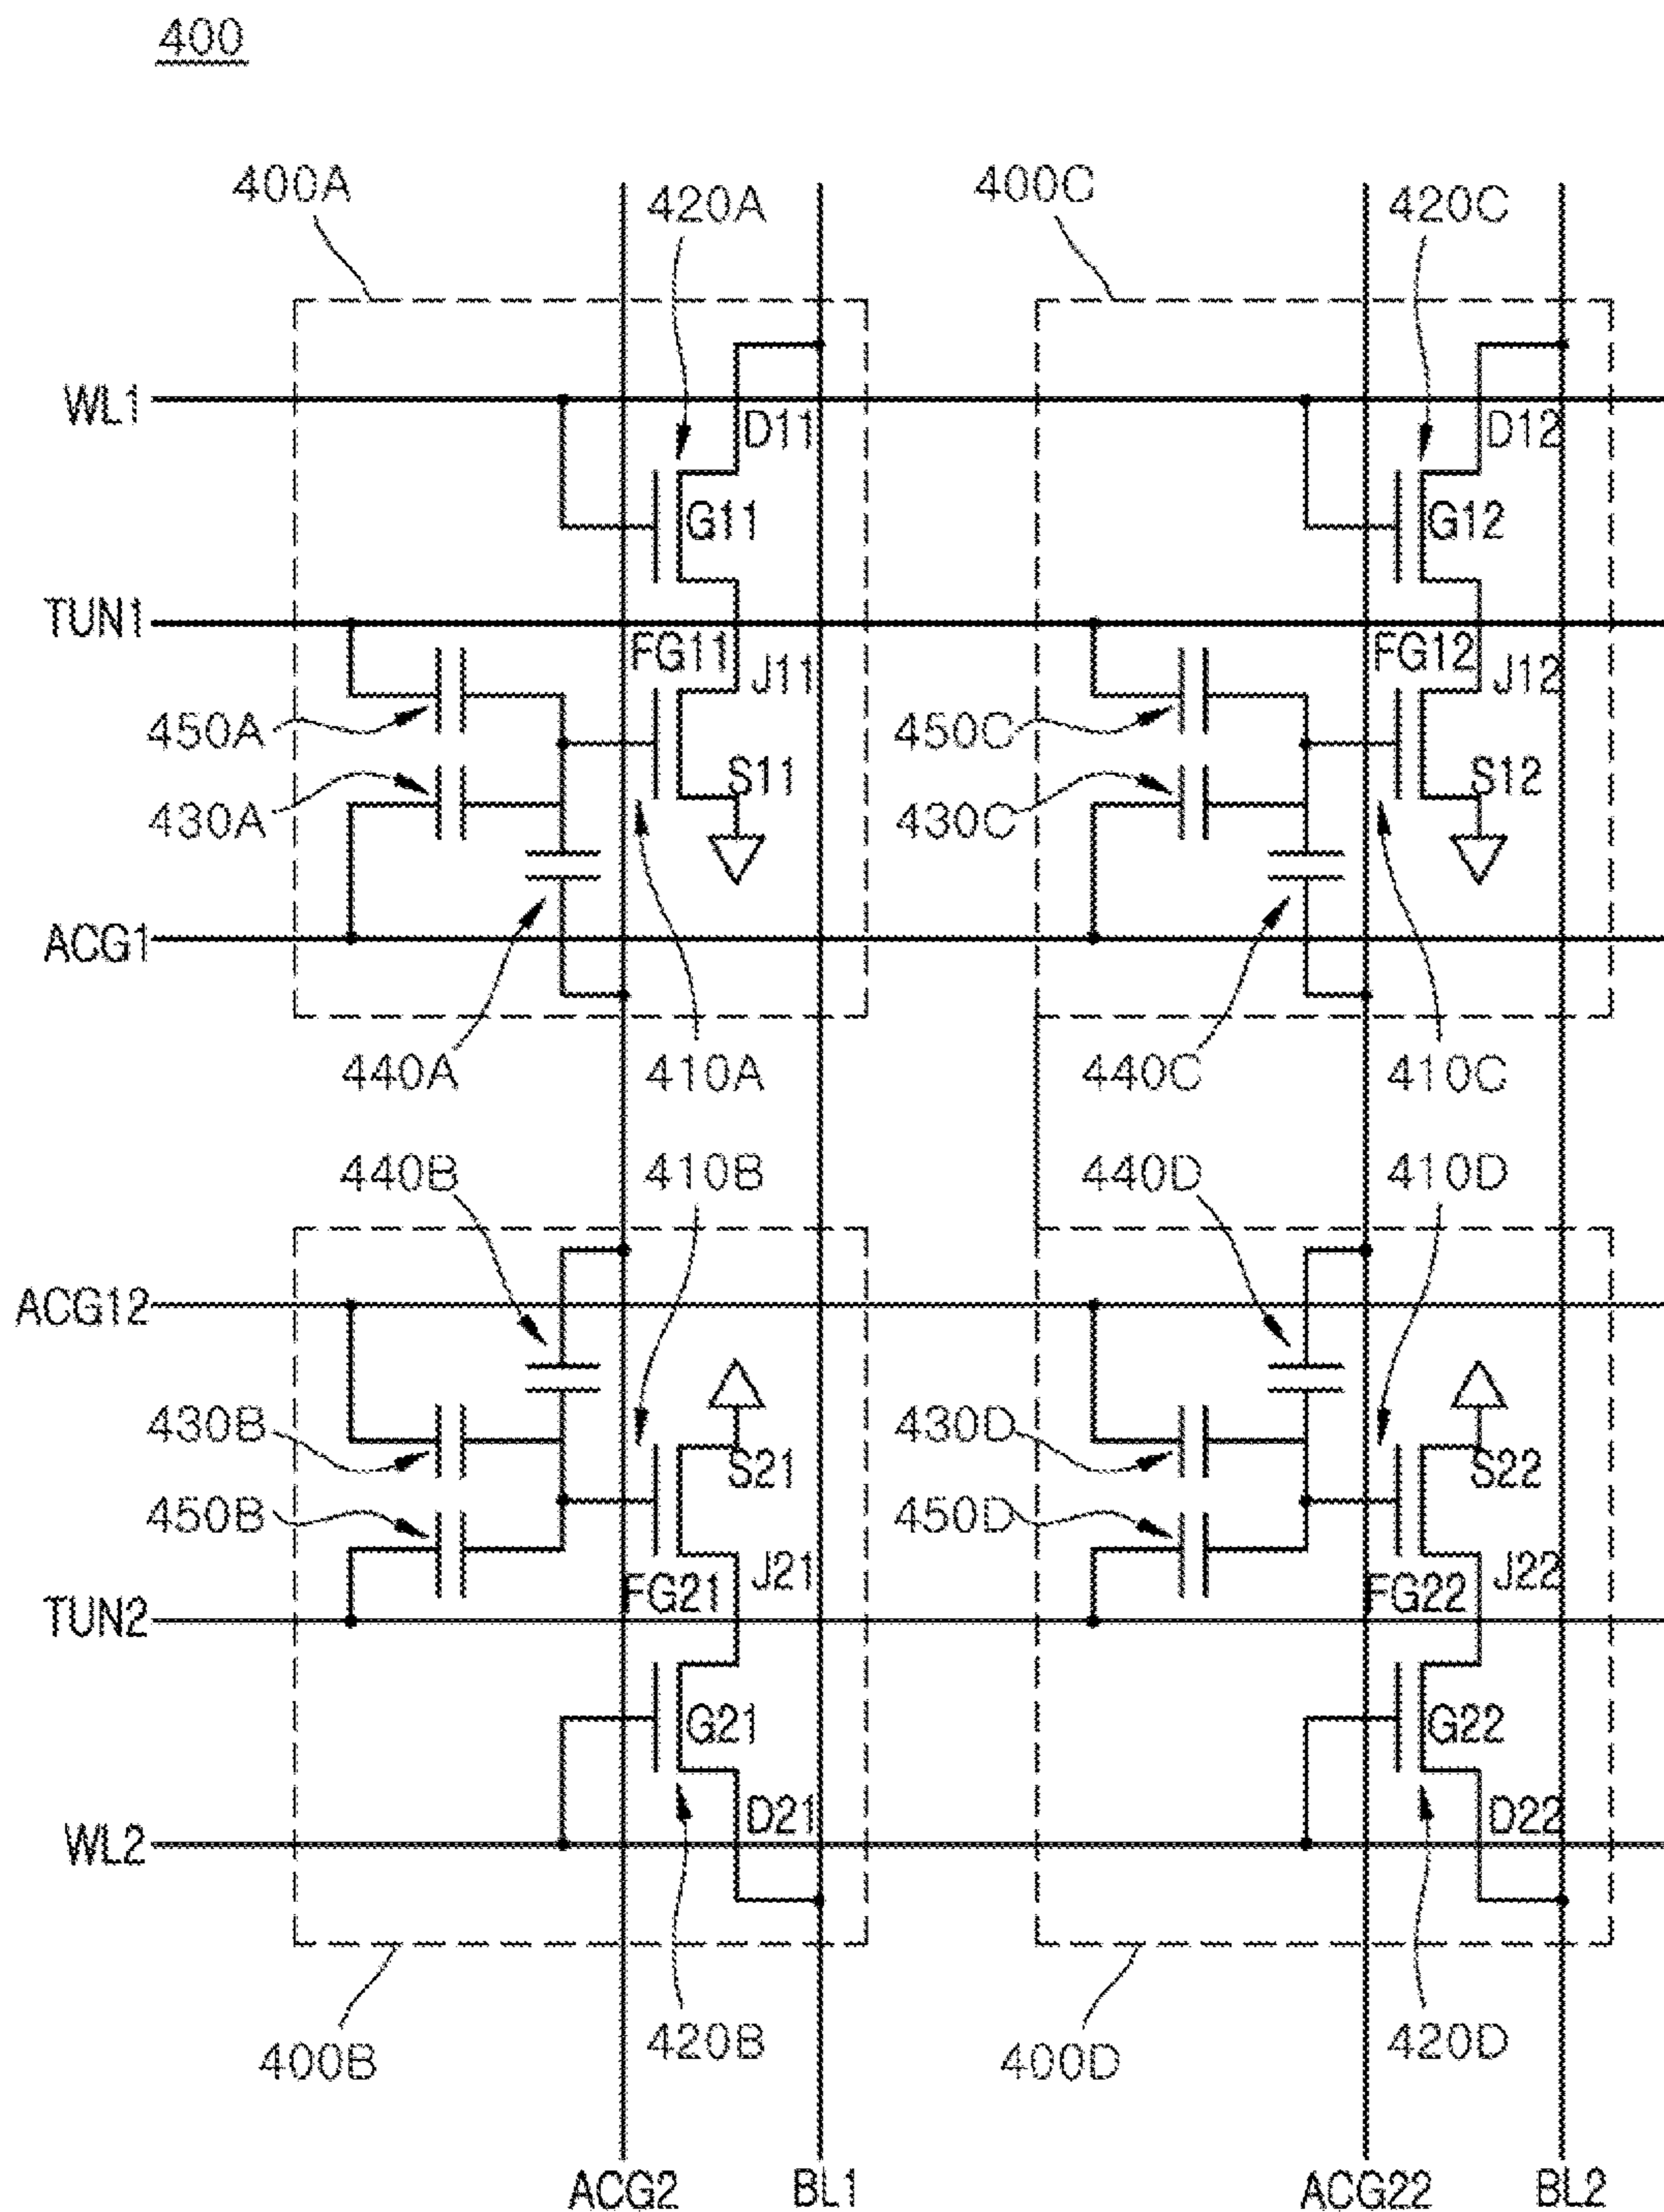 400
400A
420A
400C
420C
WL1
D11
D12
G11
G12
TUN1
FG11
J11
FG12
J12
450A
450C
S11
S12
430A
430C
ACG1
440A
410A
440C
410C
440B
410B
440D
410D
ACG12
430B
430D
S21
S22
450B
450D
J21
J22
FG21
FG22
TUN2
G21
G22
D21
D22
WL2
400B
420B
400D
420D
ACG2
BL1
ACG22
BL2